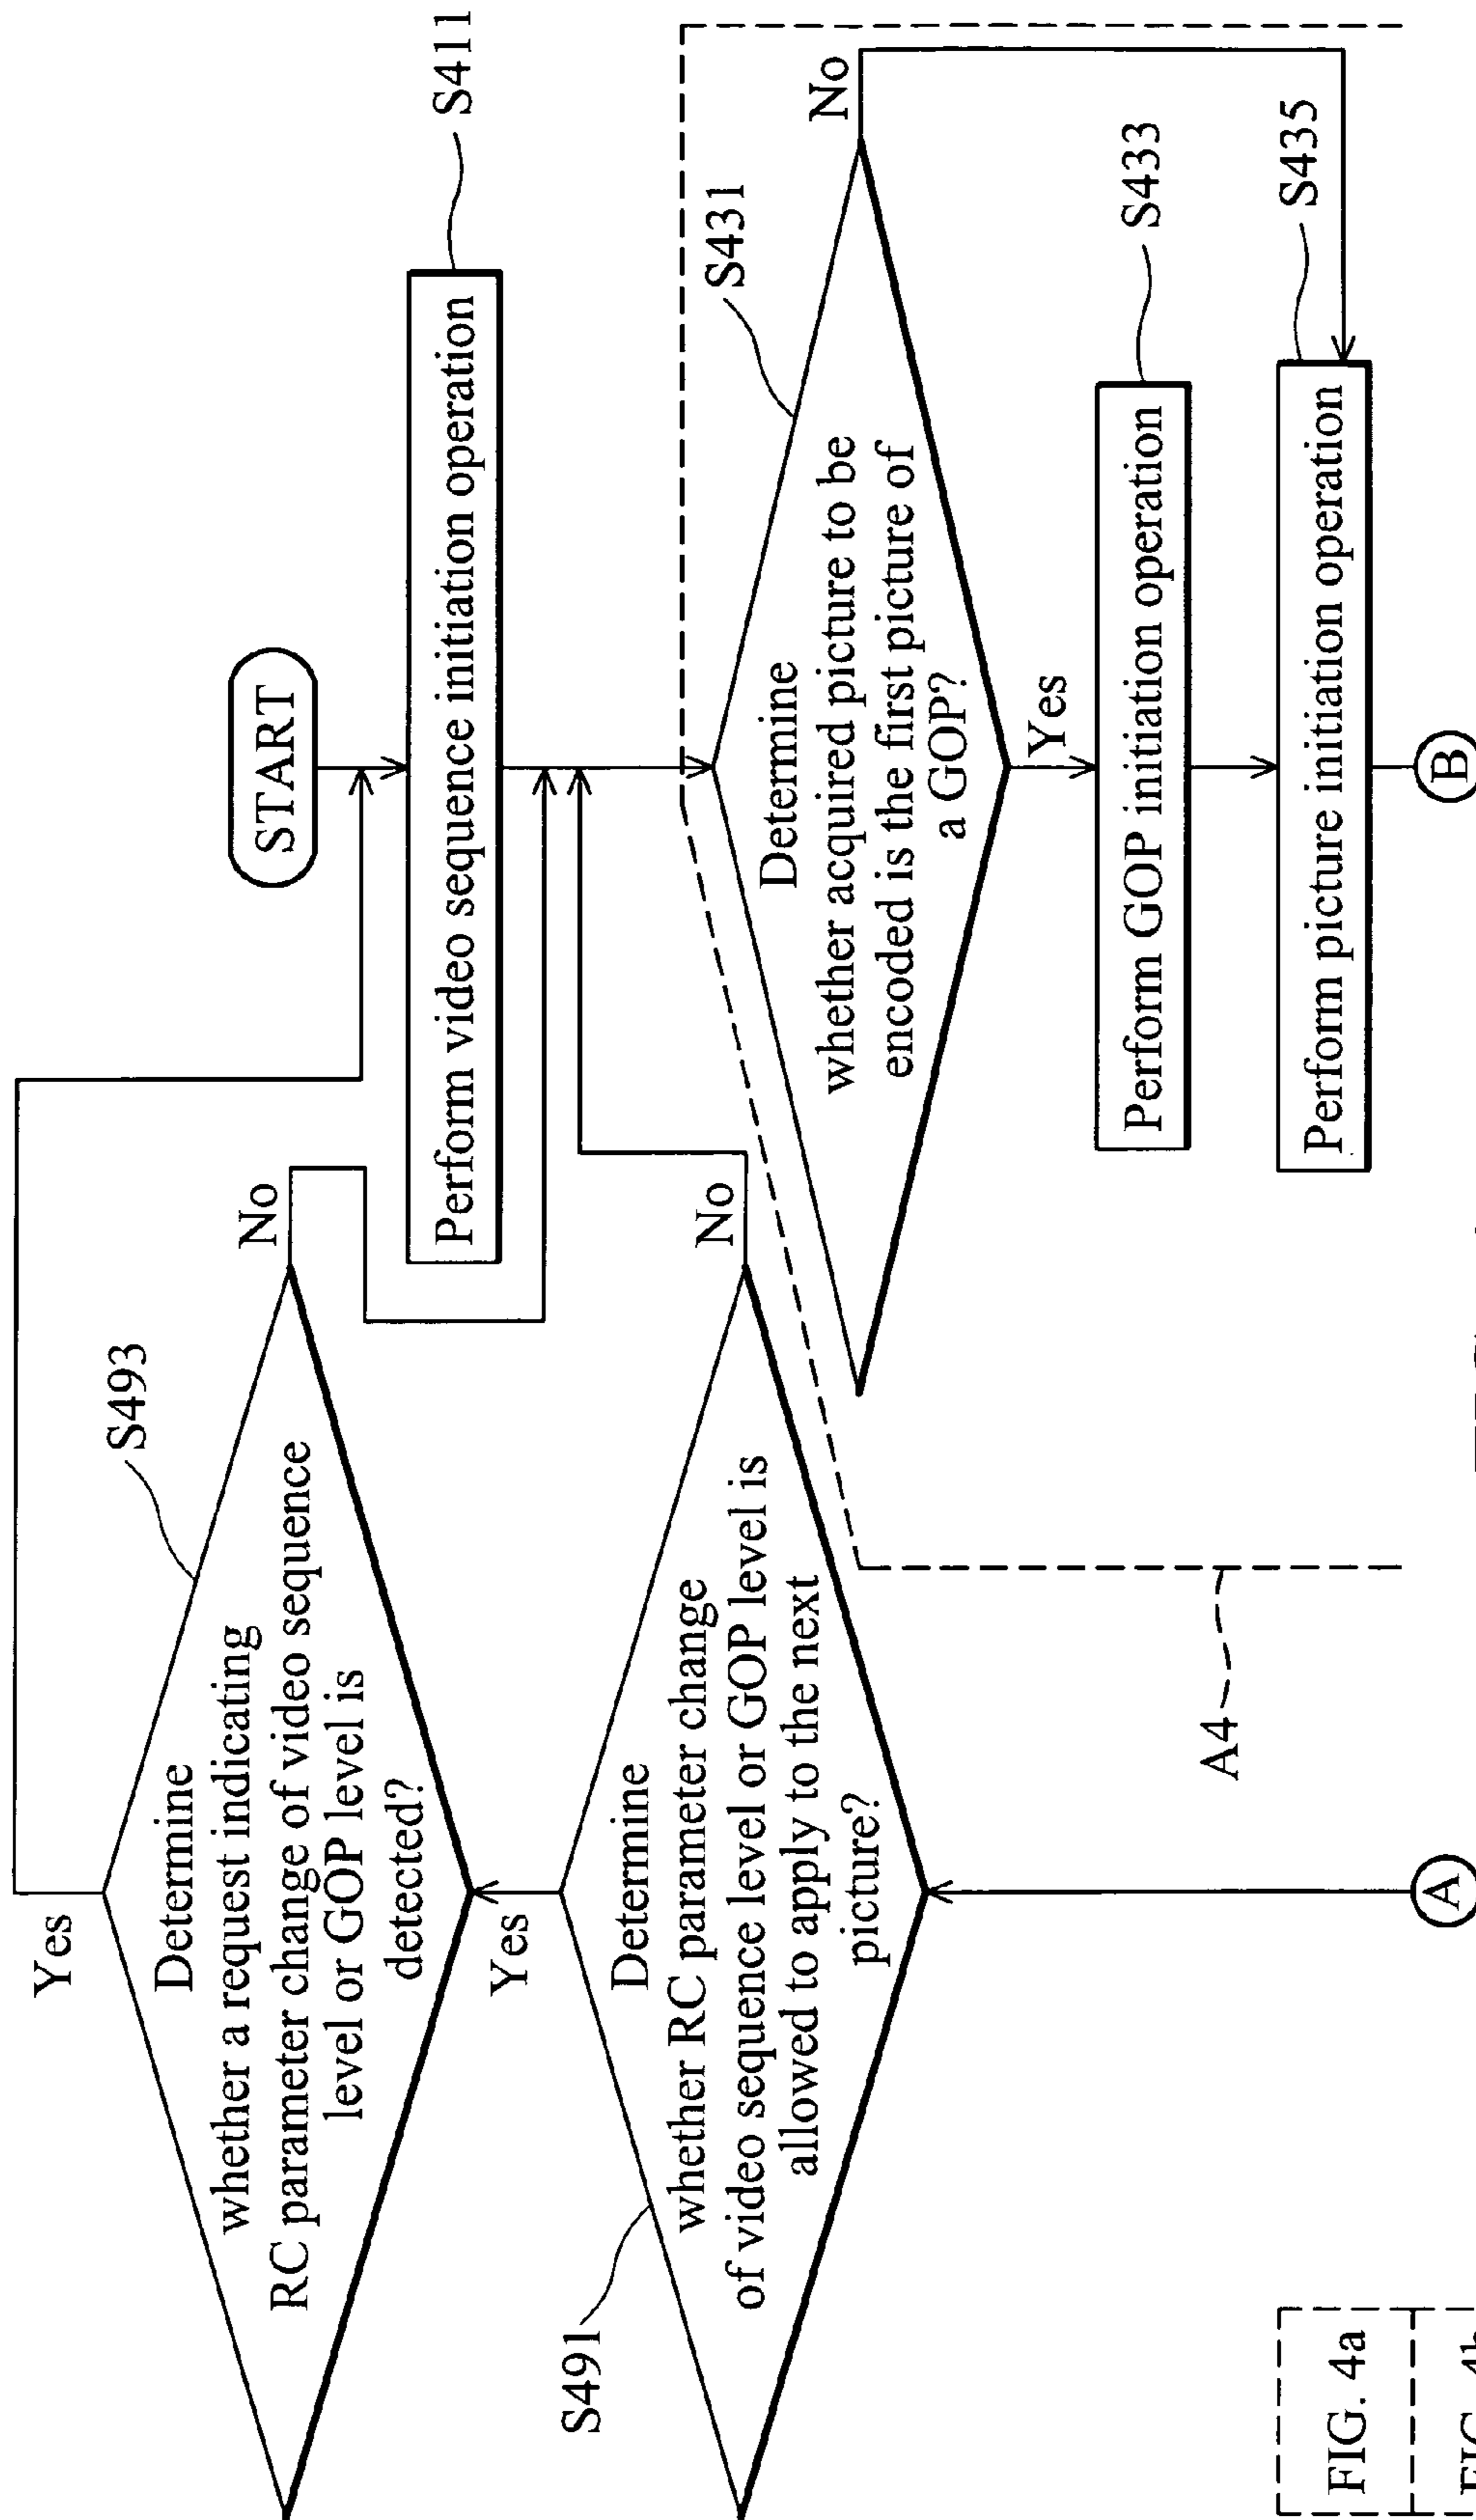 START
Yes
S493
Determine
whether a request indicating
RC parameter change of video sequence
level or GOP level is
detected?
No
S411
Perform video sequence initiation operation
Yes
S491
Determine
whether RC parameter change
of video sequence level or GOP level is
allowed to apply to the next
picture?
No
S431
Determine
whether acquired picture to be
encoded is the first picture of
a GOP?
No
Yes
S433
Perform GOP initiation operation
S435
Perform picture initiation operation
A4
A
B
FIG. 4a